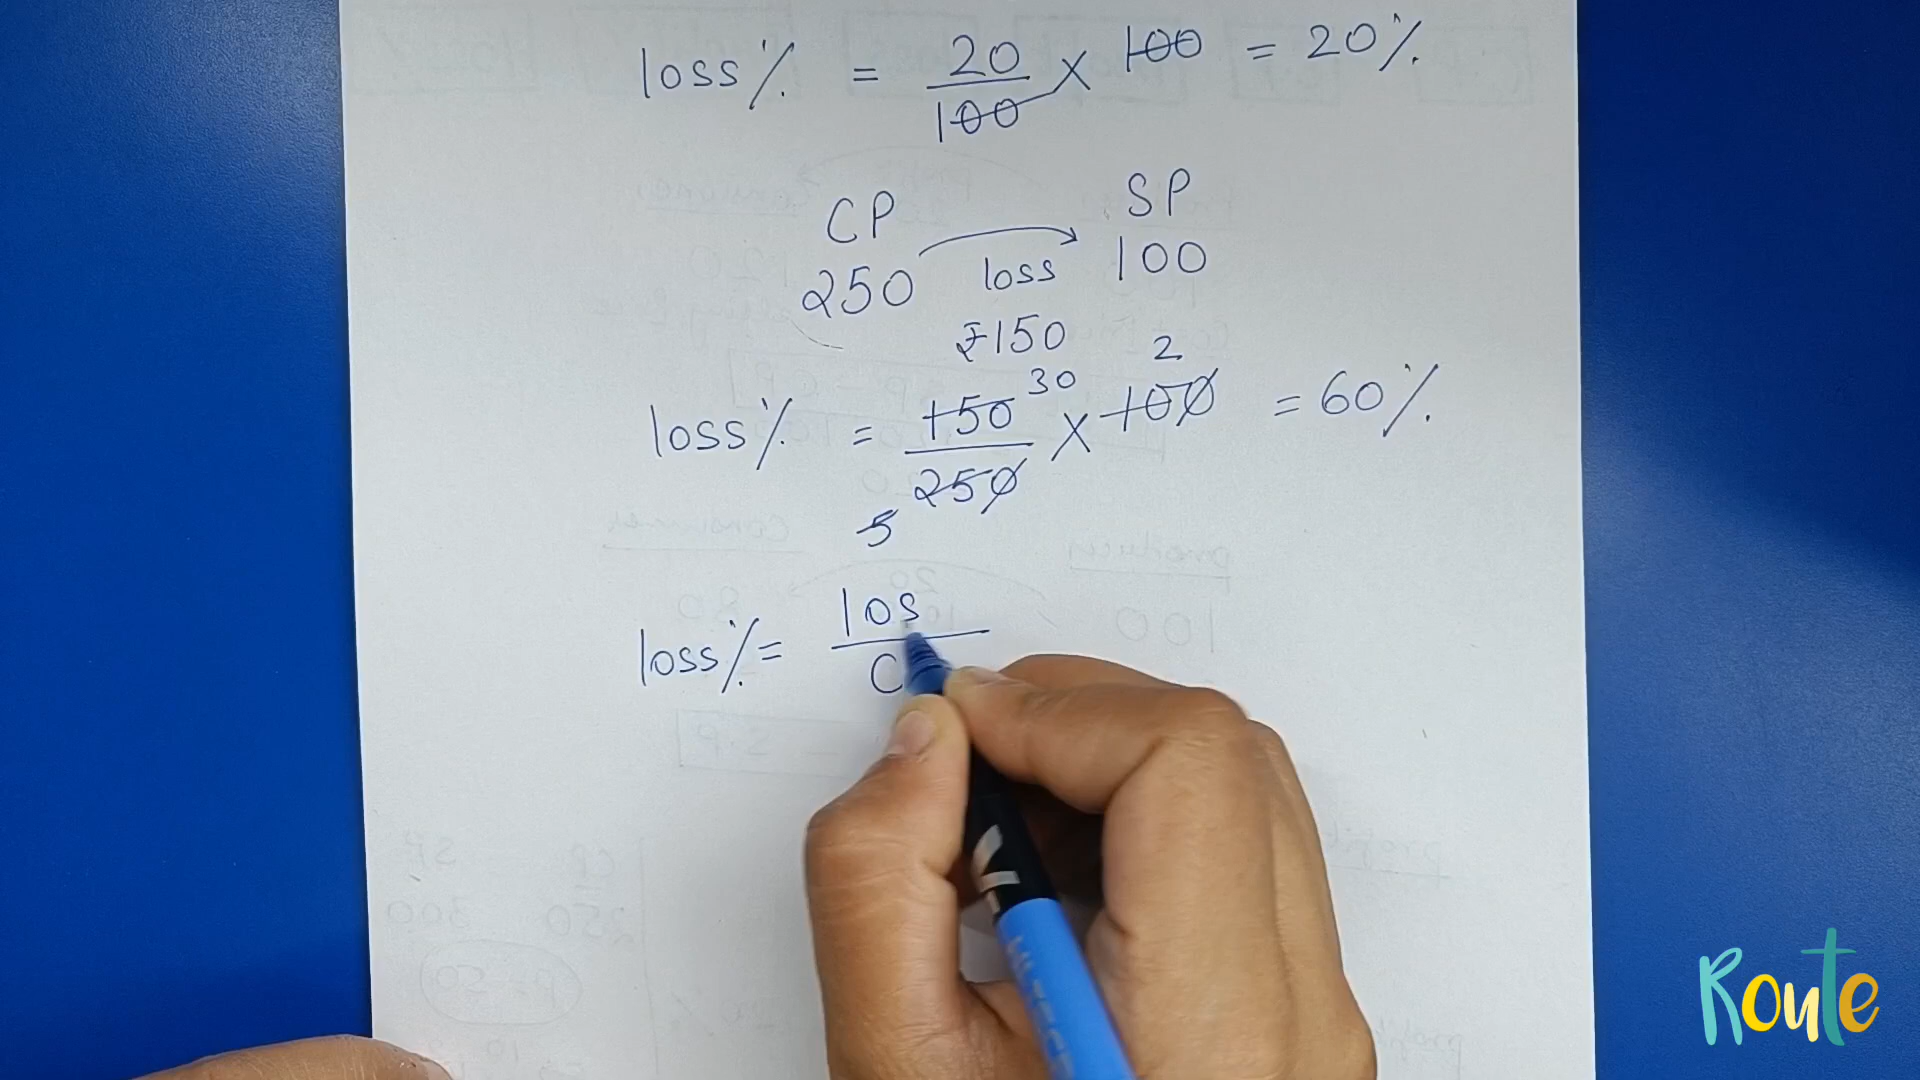 loss % = 20/100 × 100 = 20%
CP SP
250 loss 100
₹150
30 2
loss % = 150/250 × 100 = 60%
5
loss % = los/C
Route